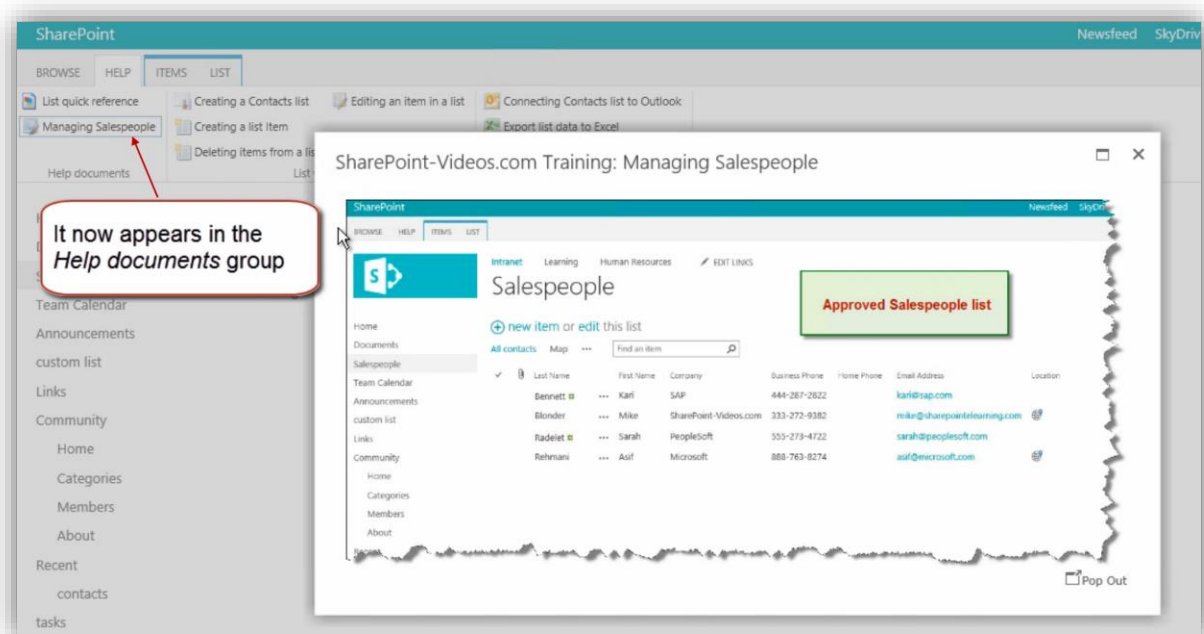 SharePoint
Newsfeed SkyDriv
BROWSE HELP ITEMS LIST
List quick reference
Creating a Contacts list
Editing an item in a list
Connecting Contacts list to Outlook
Managing Salespeople
Creating a list Item
Export list data to Excel
Deleting items from a lis
Help documents
List
It now appears in the
Help documents group
Team Calendar
Announcements
custom list
Links
Community
Home
Categories
Members
About
Recent
contacts
tasks
SharePoint-Videos.com Training: Managing Salespeople
SharePoint
Newsfeed SkyDri
BROWSE HELP ITEMS LIST
S
Intranet Learning Human Resources EDIT LINKS
Salespeople
Approved Salespeople list
new item or edit this list
All contacts Map ••• Find an item
Last Name First Name Company Business Phone Home Phone Email Address Location
Bennett ••• Kari SAP 444-287-2822 kari@sap.com
Blonder ••• Mike SharePoint-Videos.com 333-272-9382 mike@sharepointelearning.com
Radelet ••• Sarah PeopleSoft 555-273-4722 sarah@peoplesoft.com
Rehmani ••• Asif Microsoft 888-763-8274 asif@microsoft.com
Home
Documents
Salespeople
Team Calendar
Announcements
custom list
Links
Community
Home
Categories
Members
About
Recent
Pop Out